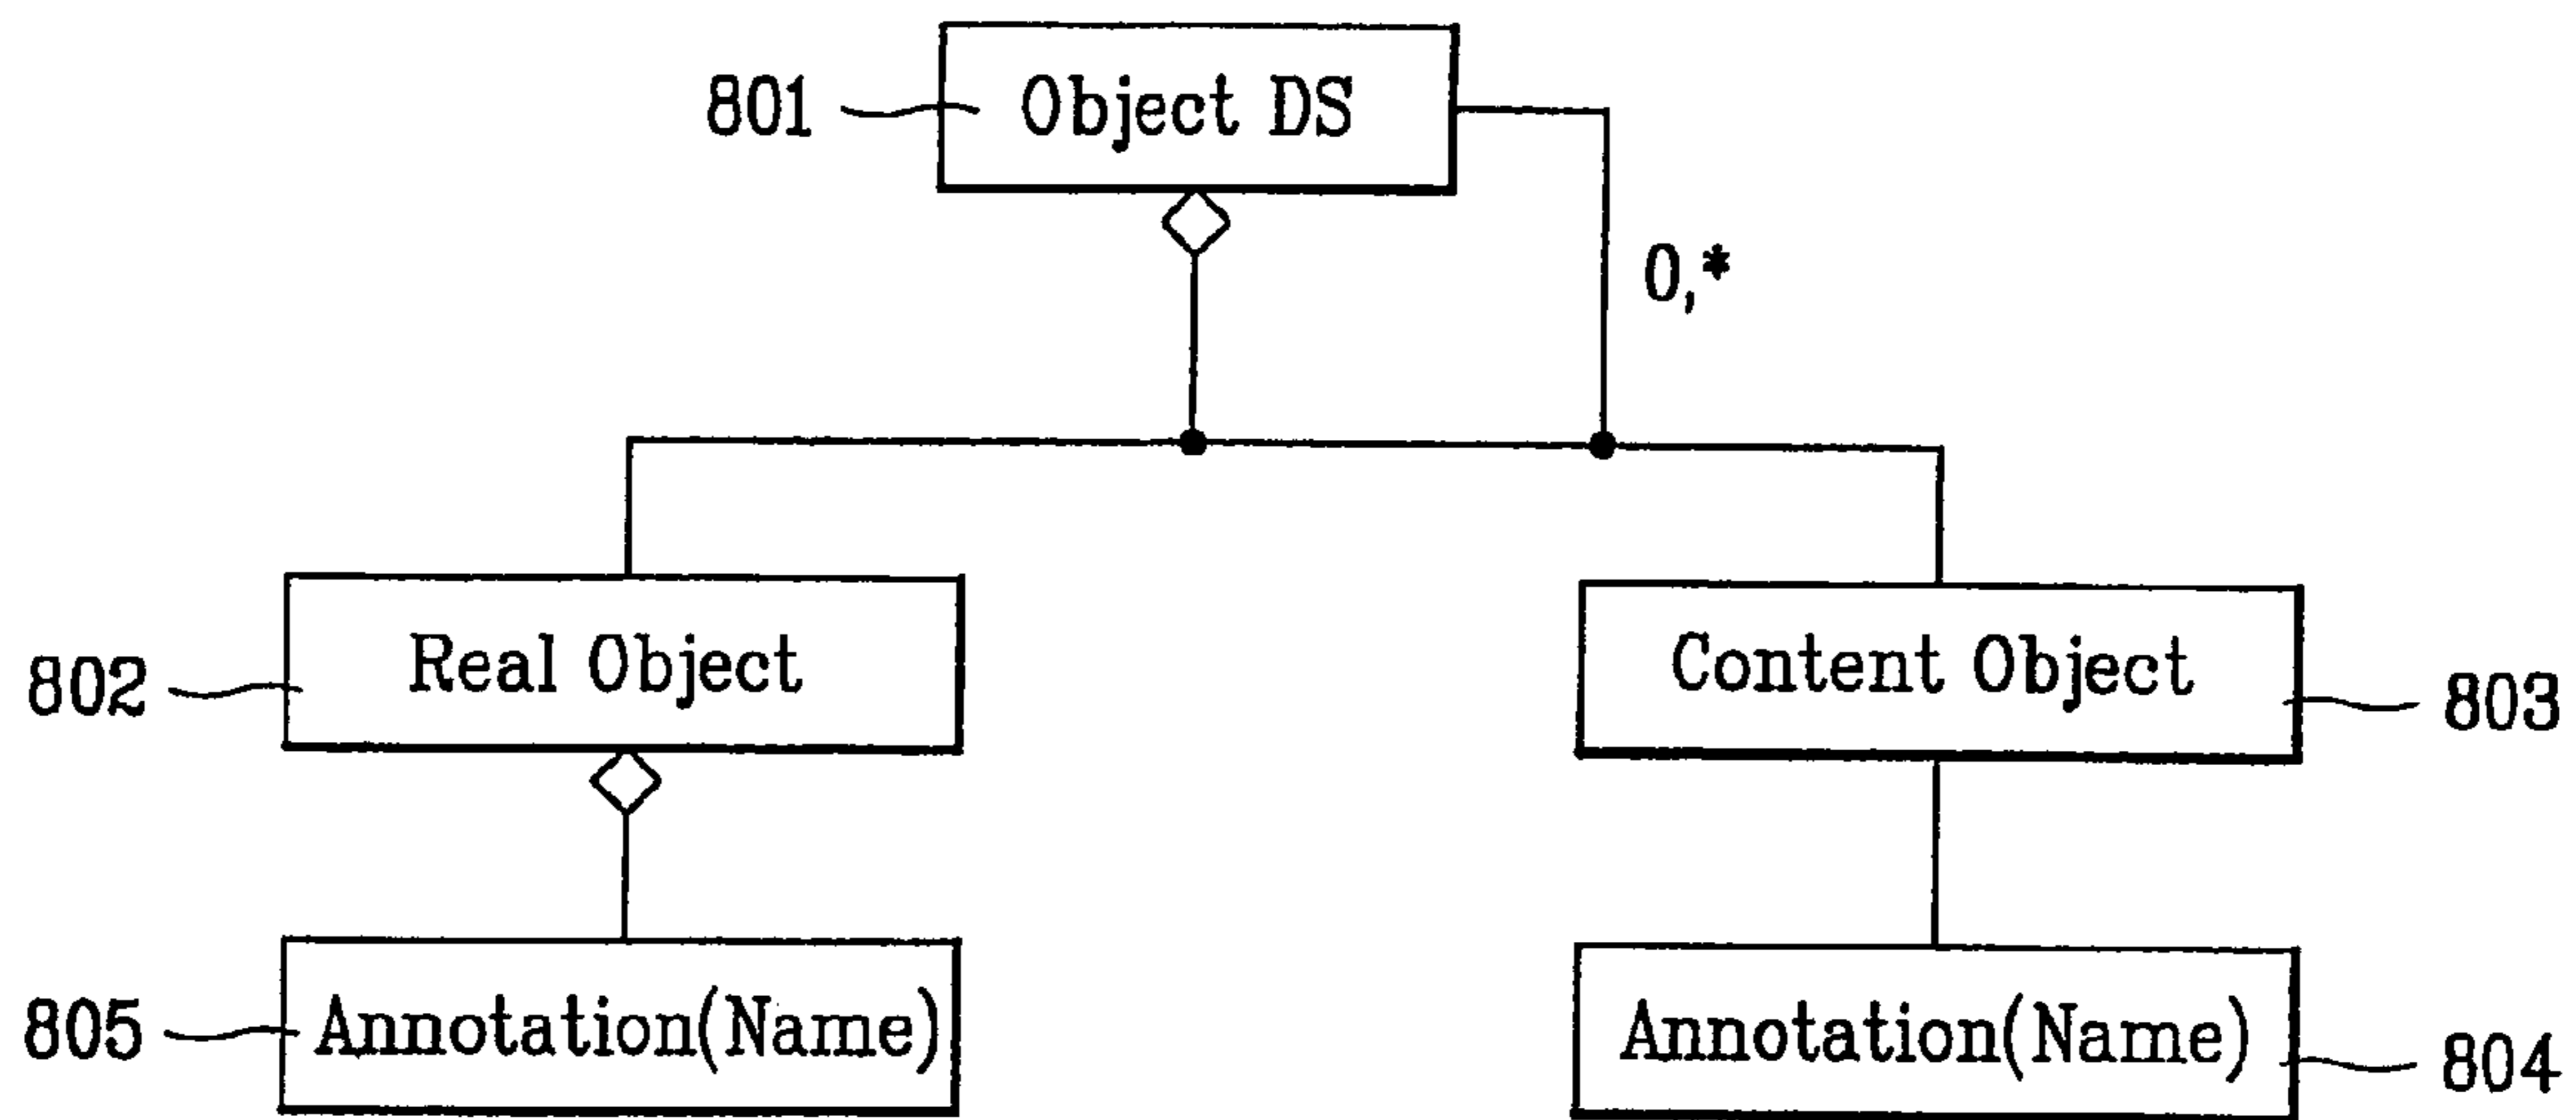 801 Object DS
0,*
802 Real Object
Content Object 803
805 Annotation(Name)
Annotation(Name) 804